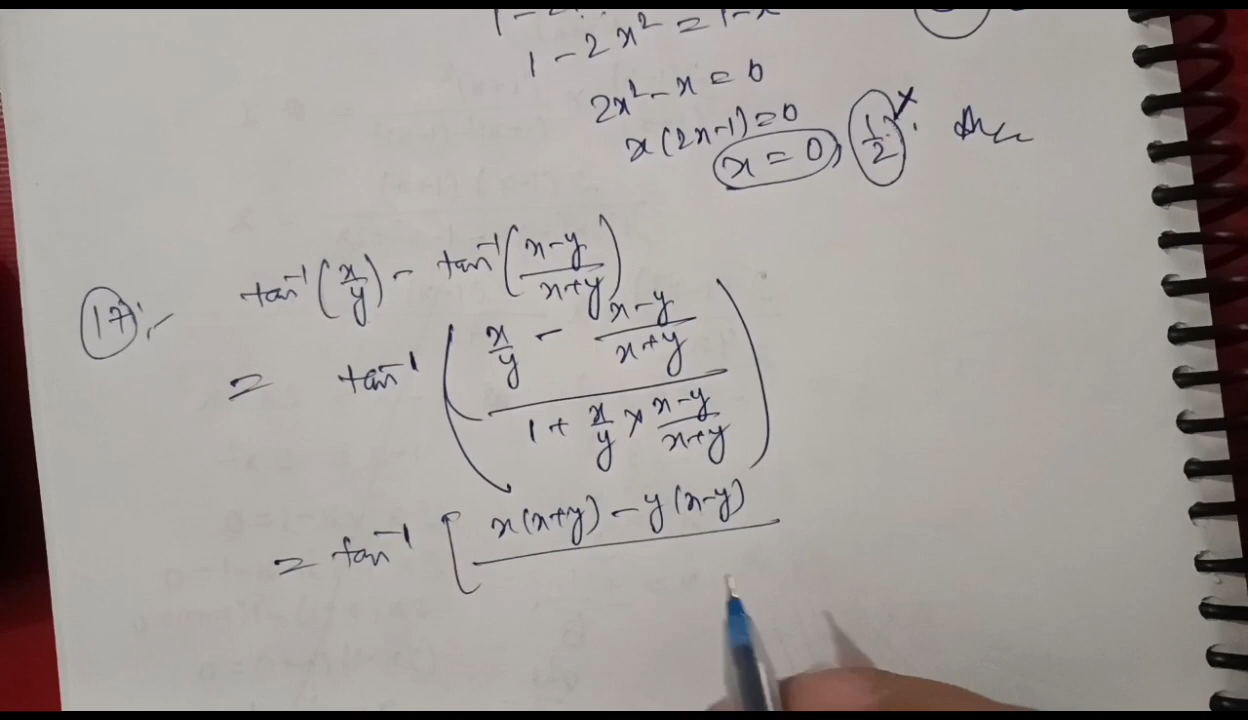 1 - 2x² = 1 - x
2x² - x = 0
x(2x-1) = 0
x = 0, 1/2 ×.
17:- tan⁻¹(x/y) - tan⁻¹((x-y)/(x+y))
= tan⁻¹((x/y - (x-y)/(x+y))/(1 + x/y × (x-y)/(x+y)))
= tan⁻¹[x(x+y) - y(x-y)